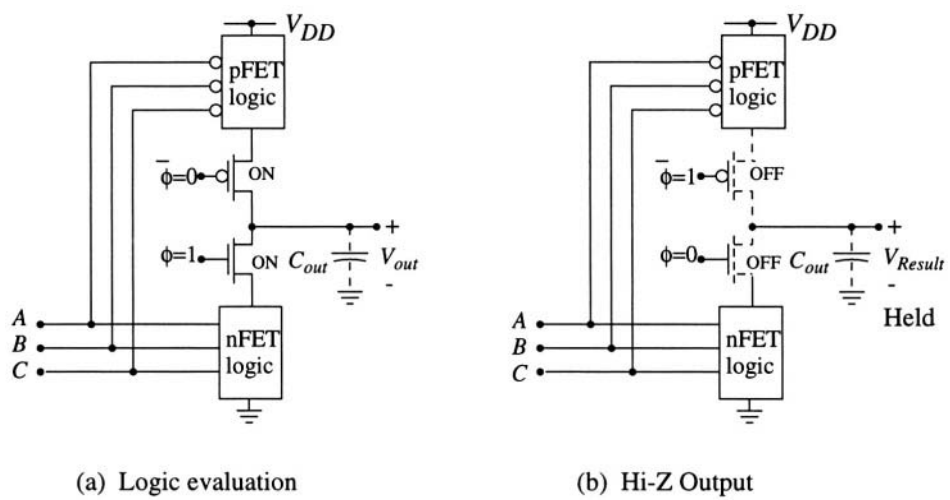 V_DD
pFET
logic
φ̅=0
ON
φ=1
ON
C_out
+
V_out
-
A
B
C
nFET
logic
(a) Logic evaluation
V_DD
pFET
logic
φ̅=1
OFF
φ=0
OFF
C_out
+
V_Result
-
Held
A
B
C
nFET
logic
(b) Hi-Z Output